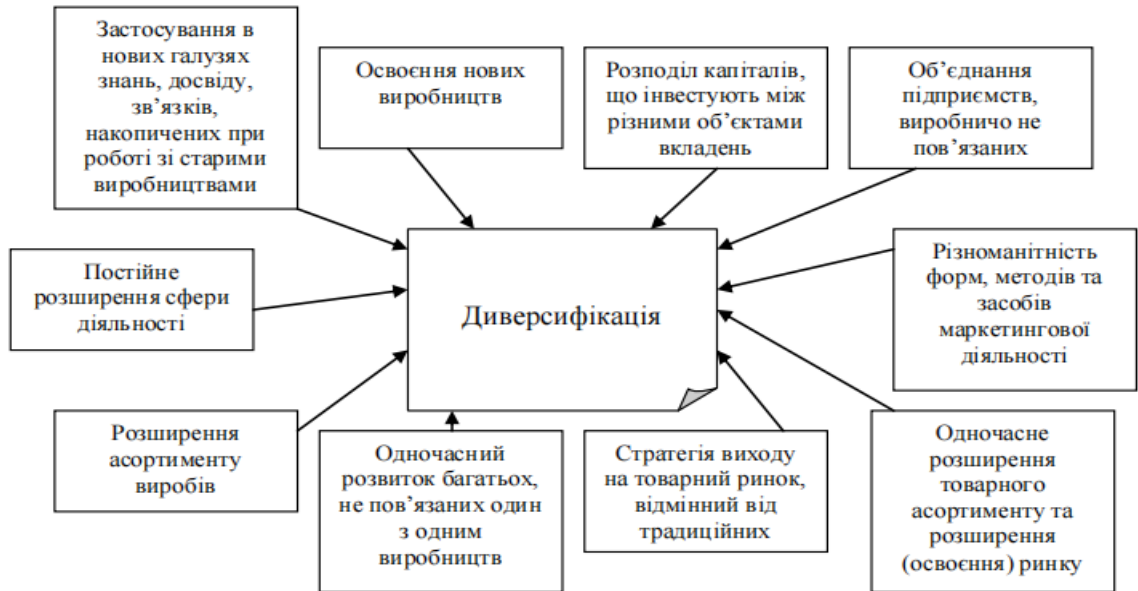 Застосування в
нових галузях
знань, досвіду,
зв’язків,
накопичених при
роботі зі старими
виробництвами
Освоєння нових
виробництв
Розподіл капіталів,
що інвестують між
різними об’єктами
вкладень
Об’єднання
підприємств,
виробничо не
пов’язаних
Постійне
розширення сфери
діяльності
Диверсифікація
Різноманітність
форм, методів та
засобів
маркетингової
діяльності
Розширення
асортименту
виробів
Одночасний
розвиток багатьох,
не пов’язаних один
з одним
виробництв
Стратегія виходу
на товарний ринок,
відмінний від
традиційних
Одночасне
розширення
товарного
асортименту та
розширення
(освоєння) ринку